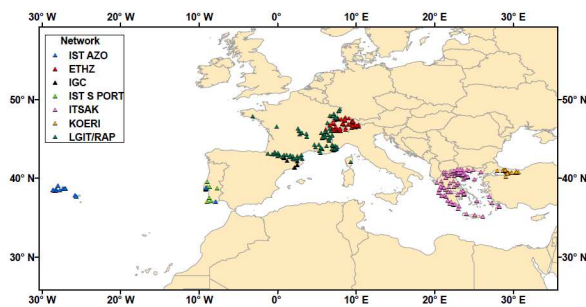 30° W 20° W 10° W 0° 10° E 20° E 30° E
Network
IST AZO
ETHZ
IGC
IST S PORT
ITSAK
KOERI
LGIT/RAP
50° N 50° N
40° N 40° N
30° N 30° N
30° W 20° W 10° W 0° 10° E 20° E 30° E